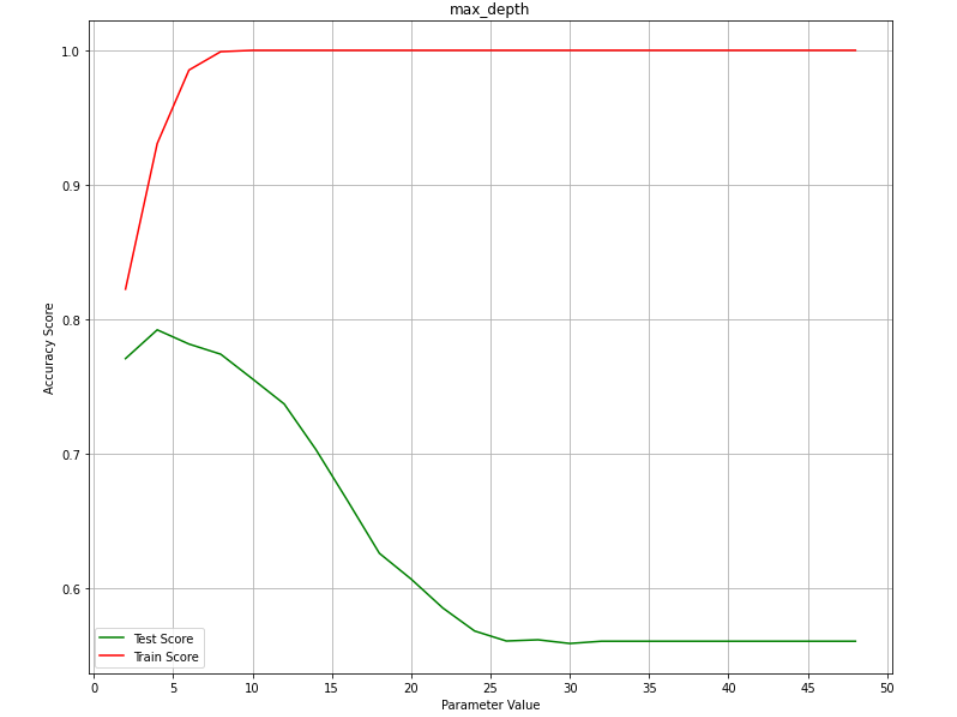 max_depth
1.0
0.9
0.8
0.7
0.6
Accuracy Score
Test Score
Train Score
0 5 10 15 20 25 30 35 40 45 50
Parameter Value